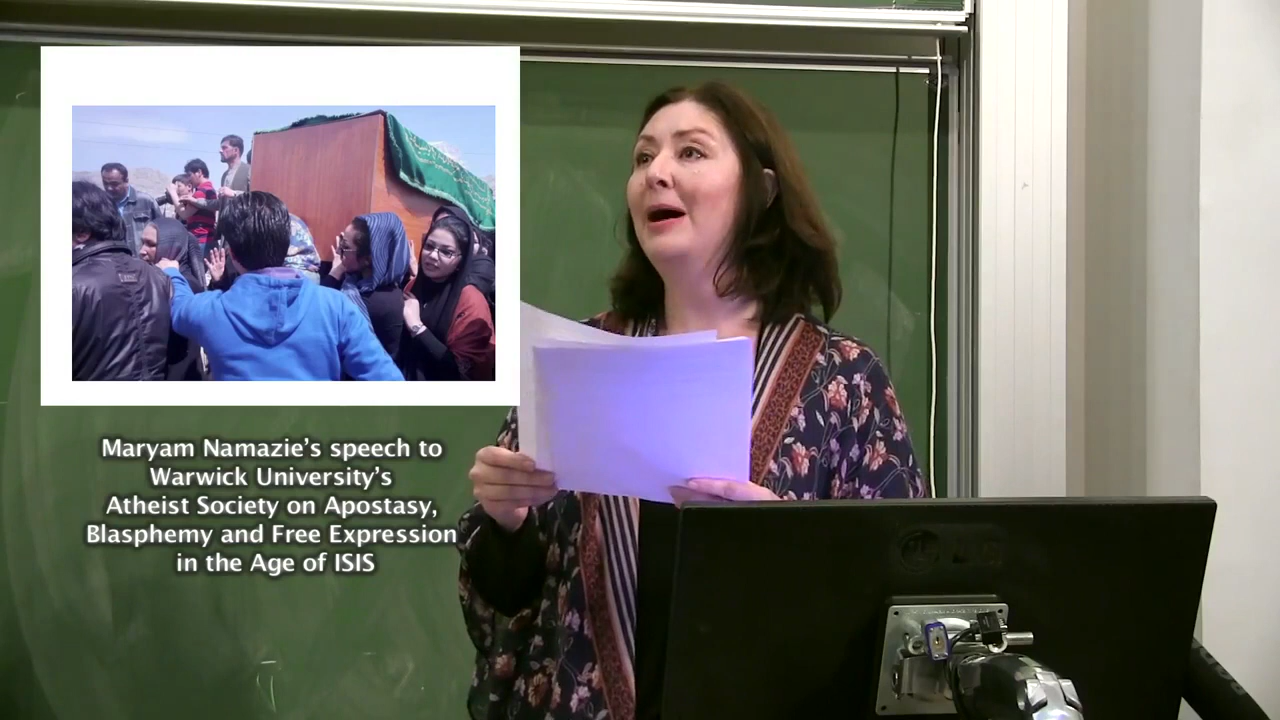 Maryam Namazie’s speech to
Warwick University’s
Atheist Society on Apostasy,
Blasphemy and Free Expression
in the Age of ISIS